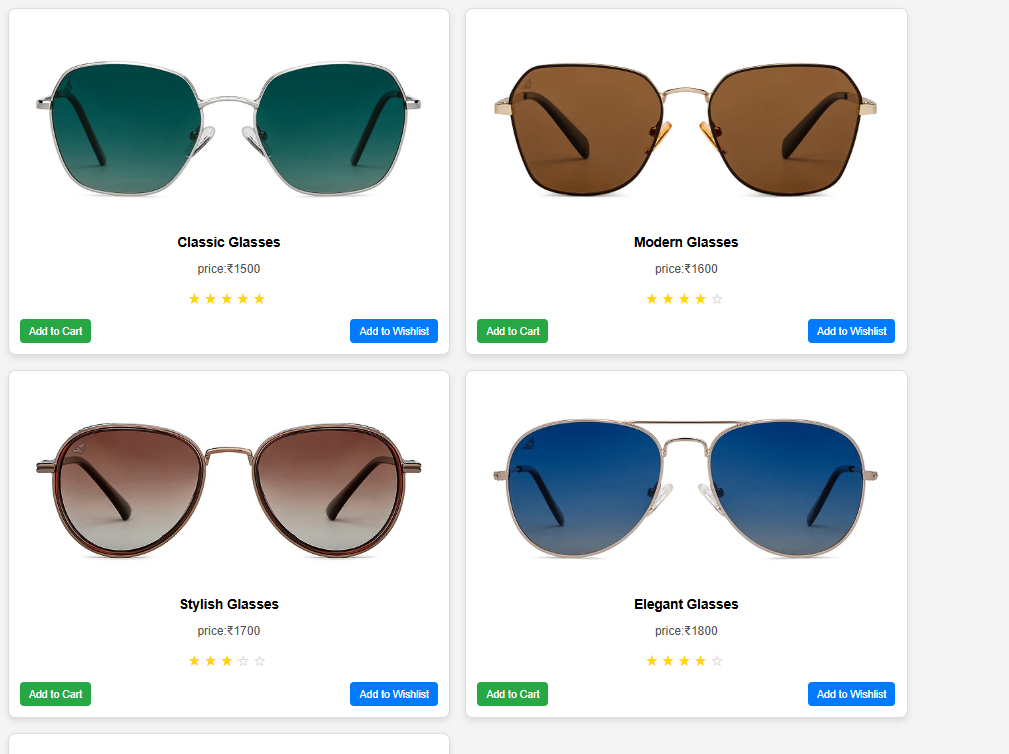 Classic Glasses
price:₹1500
★ ★ ★ ★ ★
Add to Cart
Add to Wishlist
Modern Glasses
price:₹1600
★ ★ ★ ★ ☆
Add to Cart
Add to Wishlist
Stylish Glasses
price:₹1700
★ ★ ★ ☆ ☆
Add to Cart
Add to Wishlist
Elegant Glasses
price:₹1800
★ ★ ★ ★ ☆
Add to Cart
Add to Wishlist